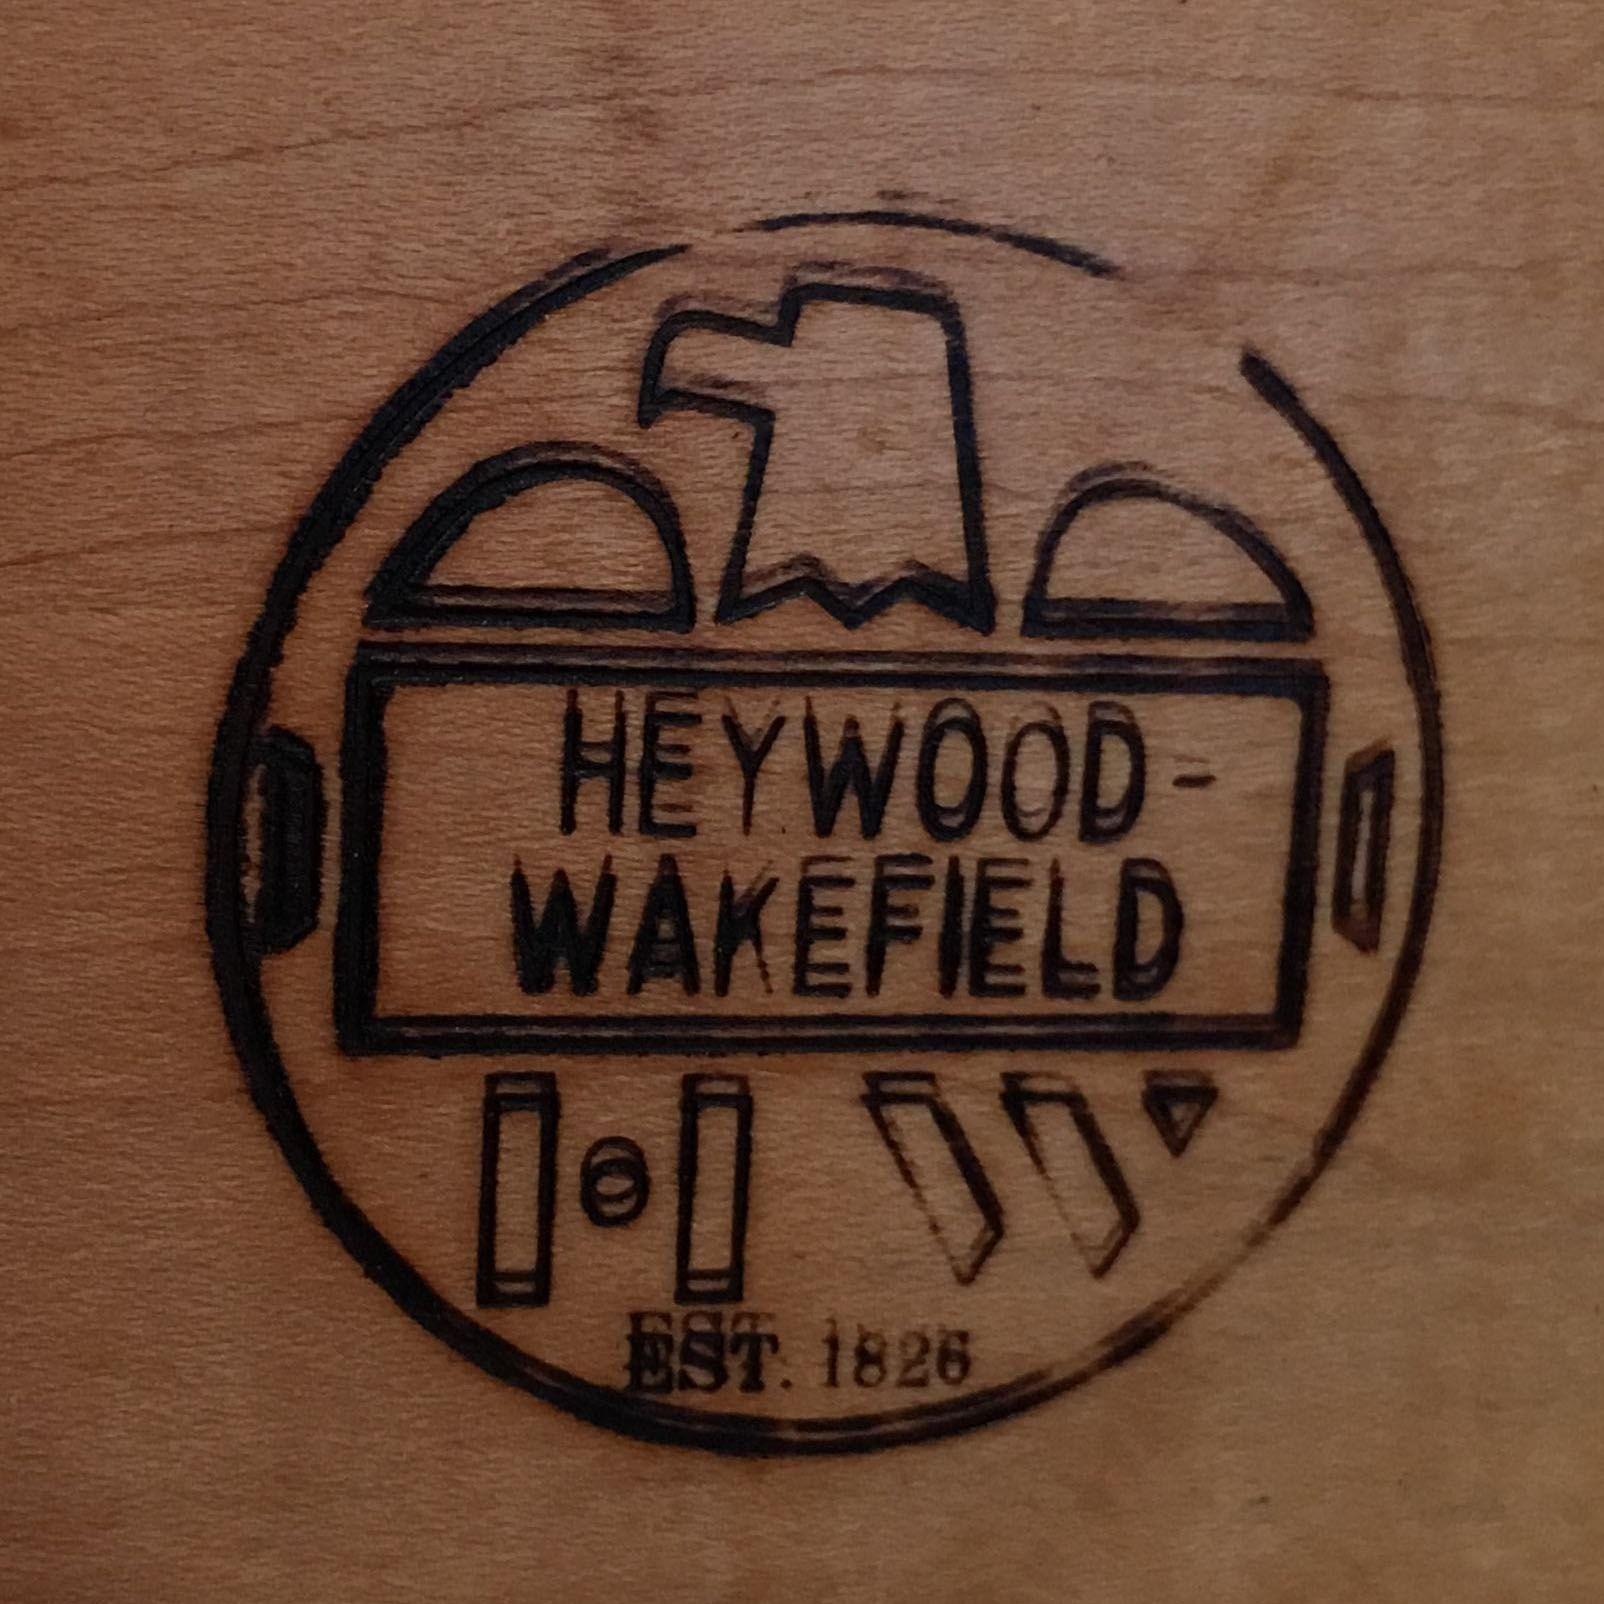 HEYWOOD-
WAKEFIELD
EST. 1826